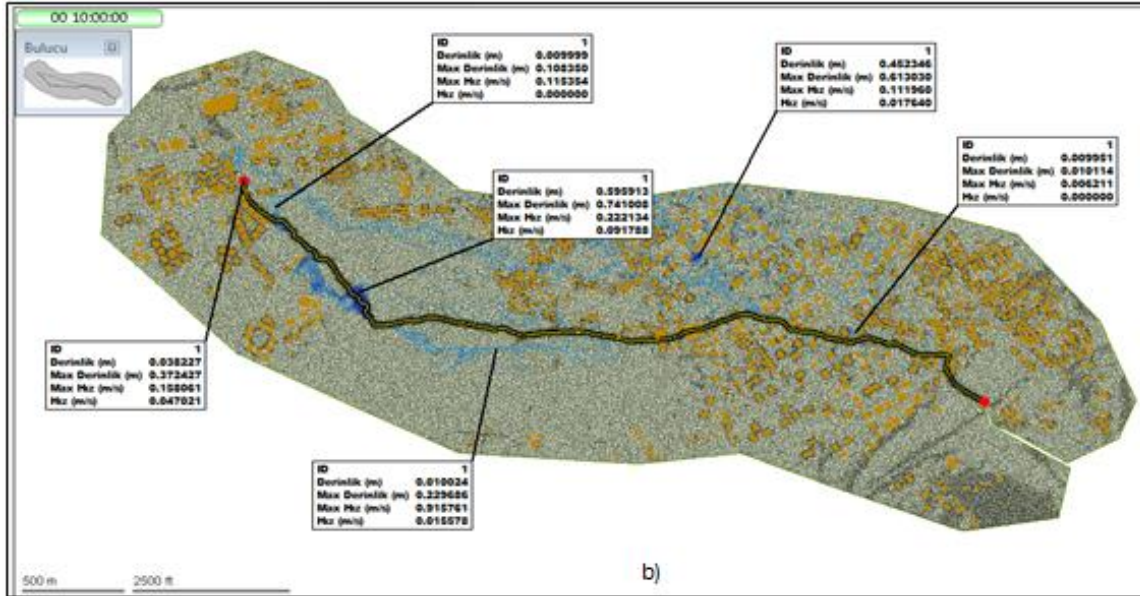 00 10:00:00
Bulucu
ID 1
Derinlik (m) 0.009999
Max Derinlik (m) 0.108350
Max Hız (m/s) 0.115354
Hız (m/s) 0.000000
ID 1
Derinlik (m) 0.452346
Max Derinlik (m) 0.613030
Max Hız (m/s) 0.111960
Hız (m/s) 0.017640
ID 1
Derinlik (m) 0.009951
Max Derinlik (m) 0.010114
Max Hız (m/s) 0.006211
Hız (m/s) 0.000000
ID 1
Derinlik (m) 0.595913
Max Derinlik (m) 0.741008
Max Hız (m/s) 0.222134
Hız (m/s) 0.091788
ID 1
Derinlik (m) 0.038227
Max Derinlik (m) 0.372427
Max Hız (m/s) 0.158061
Hız (m/s) 0.047021
ID 1
Derinlik (m) 0.010024
Max Derinlik (m) 0.229686
Max Hız (m/s) 0.915761
Hız (m/s) 0.015578
500 m 2500 ft
b)